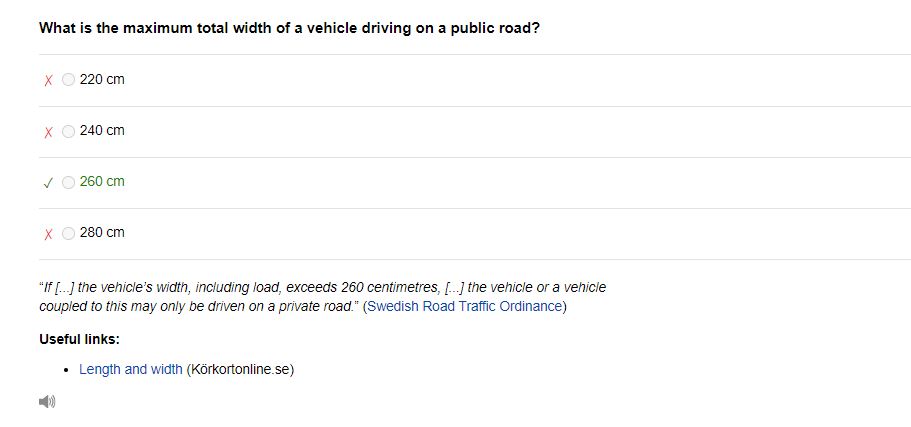 What is the maximum total width of a vehicle driving on a public road?
✗ 220 cm
✗ 240 cm
✓ 260 cm
✗ 280 cm
“If [...] the vehicle’s width, including load, exceeds 260 centimetres, [...] the vehicle or a vehicle
coupled to this may only be driven on a private road.” (Swedish Road Traffic Ordinance)
Useful links:
• Length and width (Körkortonline.se)